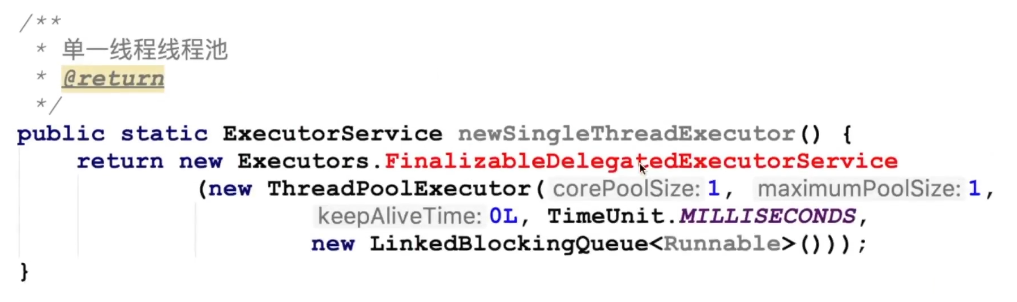 /**
* 单一线程线程池
* @return
*/
public static ExecutorService newSingleThreadExecutor() {
return new Executors.FinalizableDelegatedExecutorService
(new ThreadPoolExecutor( corePoolSize: 1, maximumPoolSize: 1,
keepAliveTime: 0L, TimeUnit.MILLISECONDS,
new LinkedBlockingQueue<Runnable>()));
}